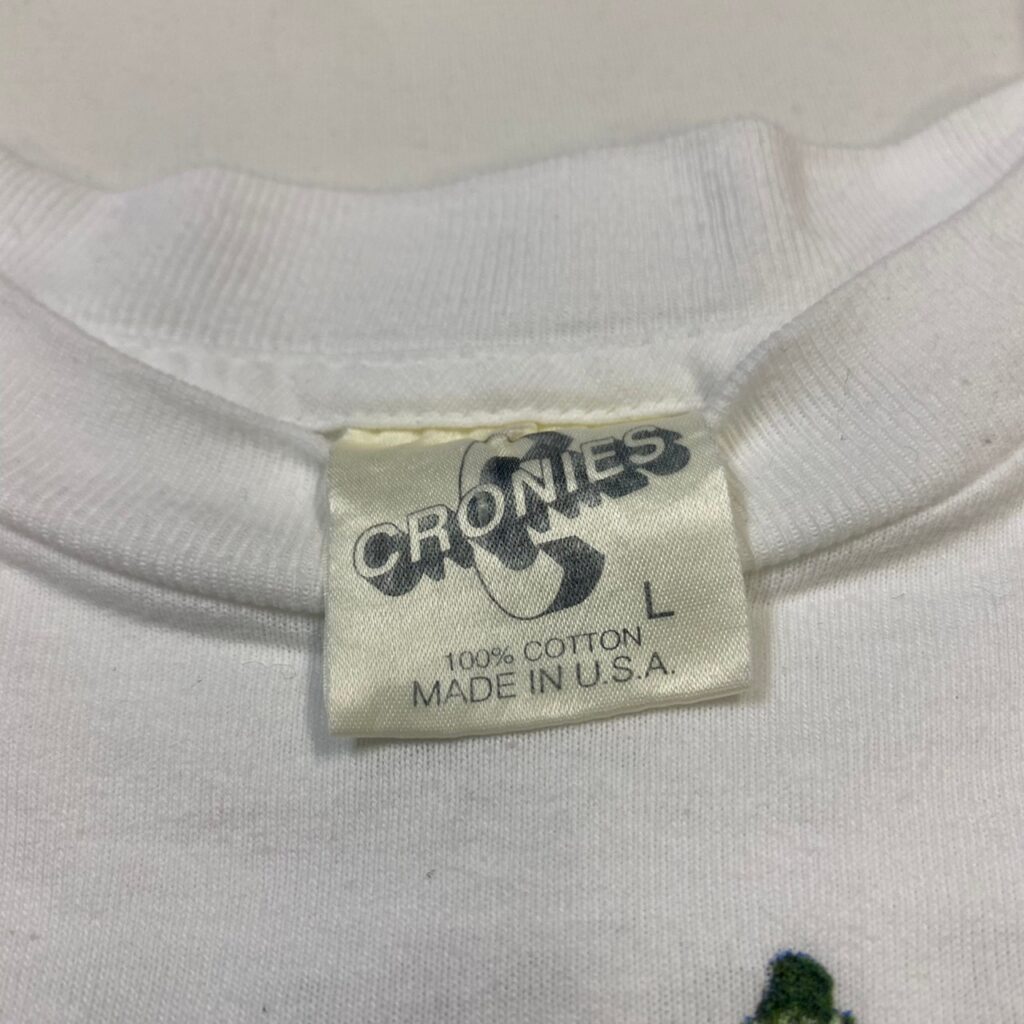 CRONIES
C
L
100% COTTON
MADE IN U.S.A.